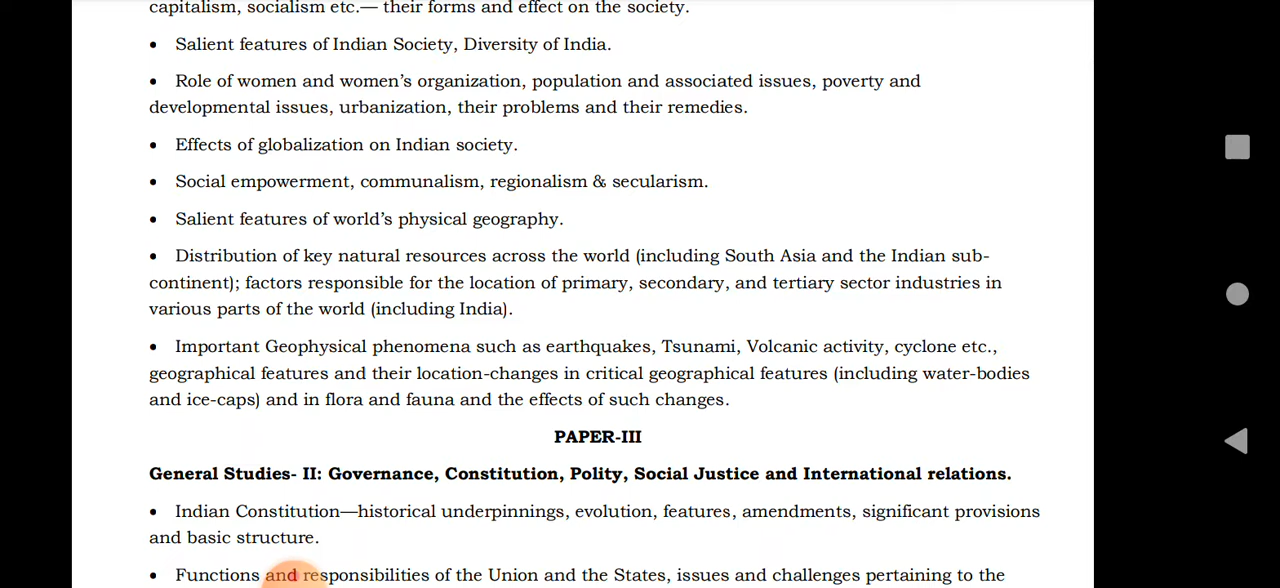 capitalism, socialism etc.— their forms and effect on the society.
• Salient features of Indian Society, Diversity of India.
• Role of women and women’s organization, population and associated issues, poverty and
developmental issues, urbanization, their problems and their remedies.
• Effects of globalization on Indian society.
• Social empowerment, communalism, regionalism & secularism.
• Salient features of world’s physical geography.
• Distribution of key natural resources across the world (including South Asia and the Indian sub-
continent); factors responsible for the location of primary, secondary, and tertiary sector industries in
various parts of the world (including India).
• Important Geophysical phenomena such as earthquakes, Tsunami, Volcanic activity, cyclone etc.,
geographical features and their location-changes in critical geographical features (including water-bodies
and ice-caps) and in flora and fauna and the effects of such changes.
PAPER-III
General Studies- II: Governance, Constitution, Polity, Social Justice and International relations.
• Indian Constitution—historical underpinnings, evolution, features, amendments, significant provisions
and basic structure.
• Functions and responsibilities of the Union and the States, issues and challenges pertaining to the